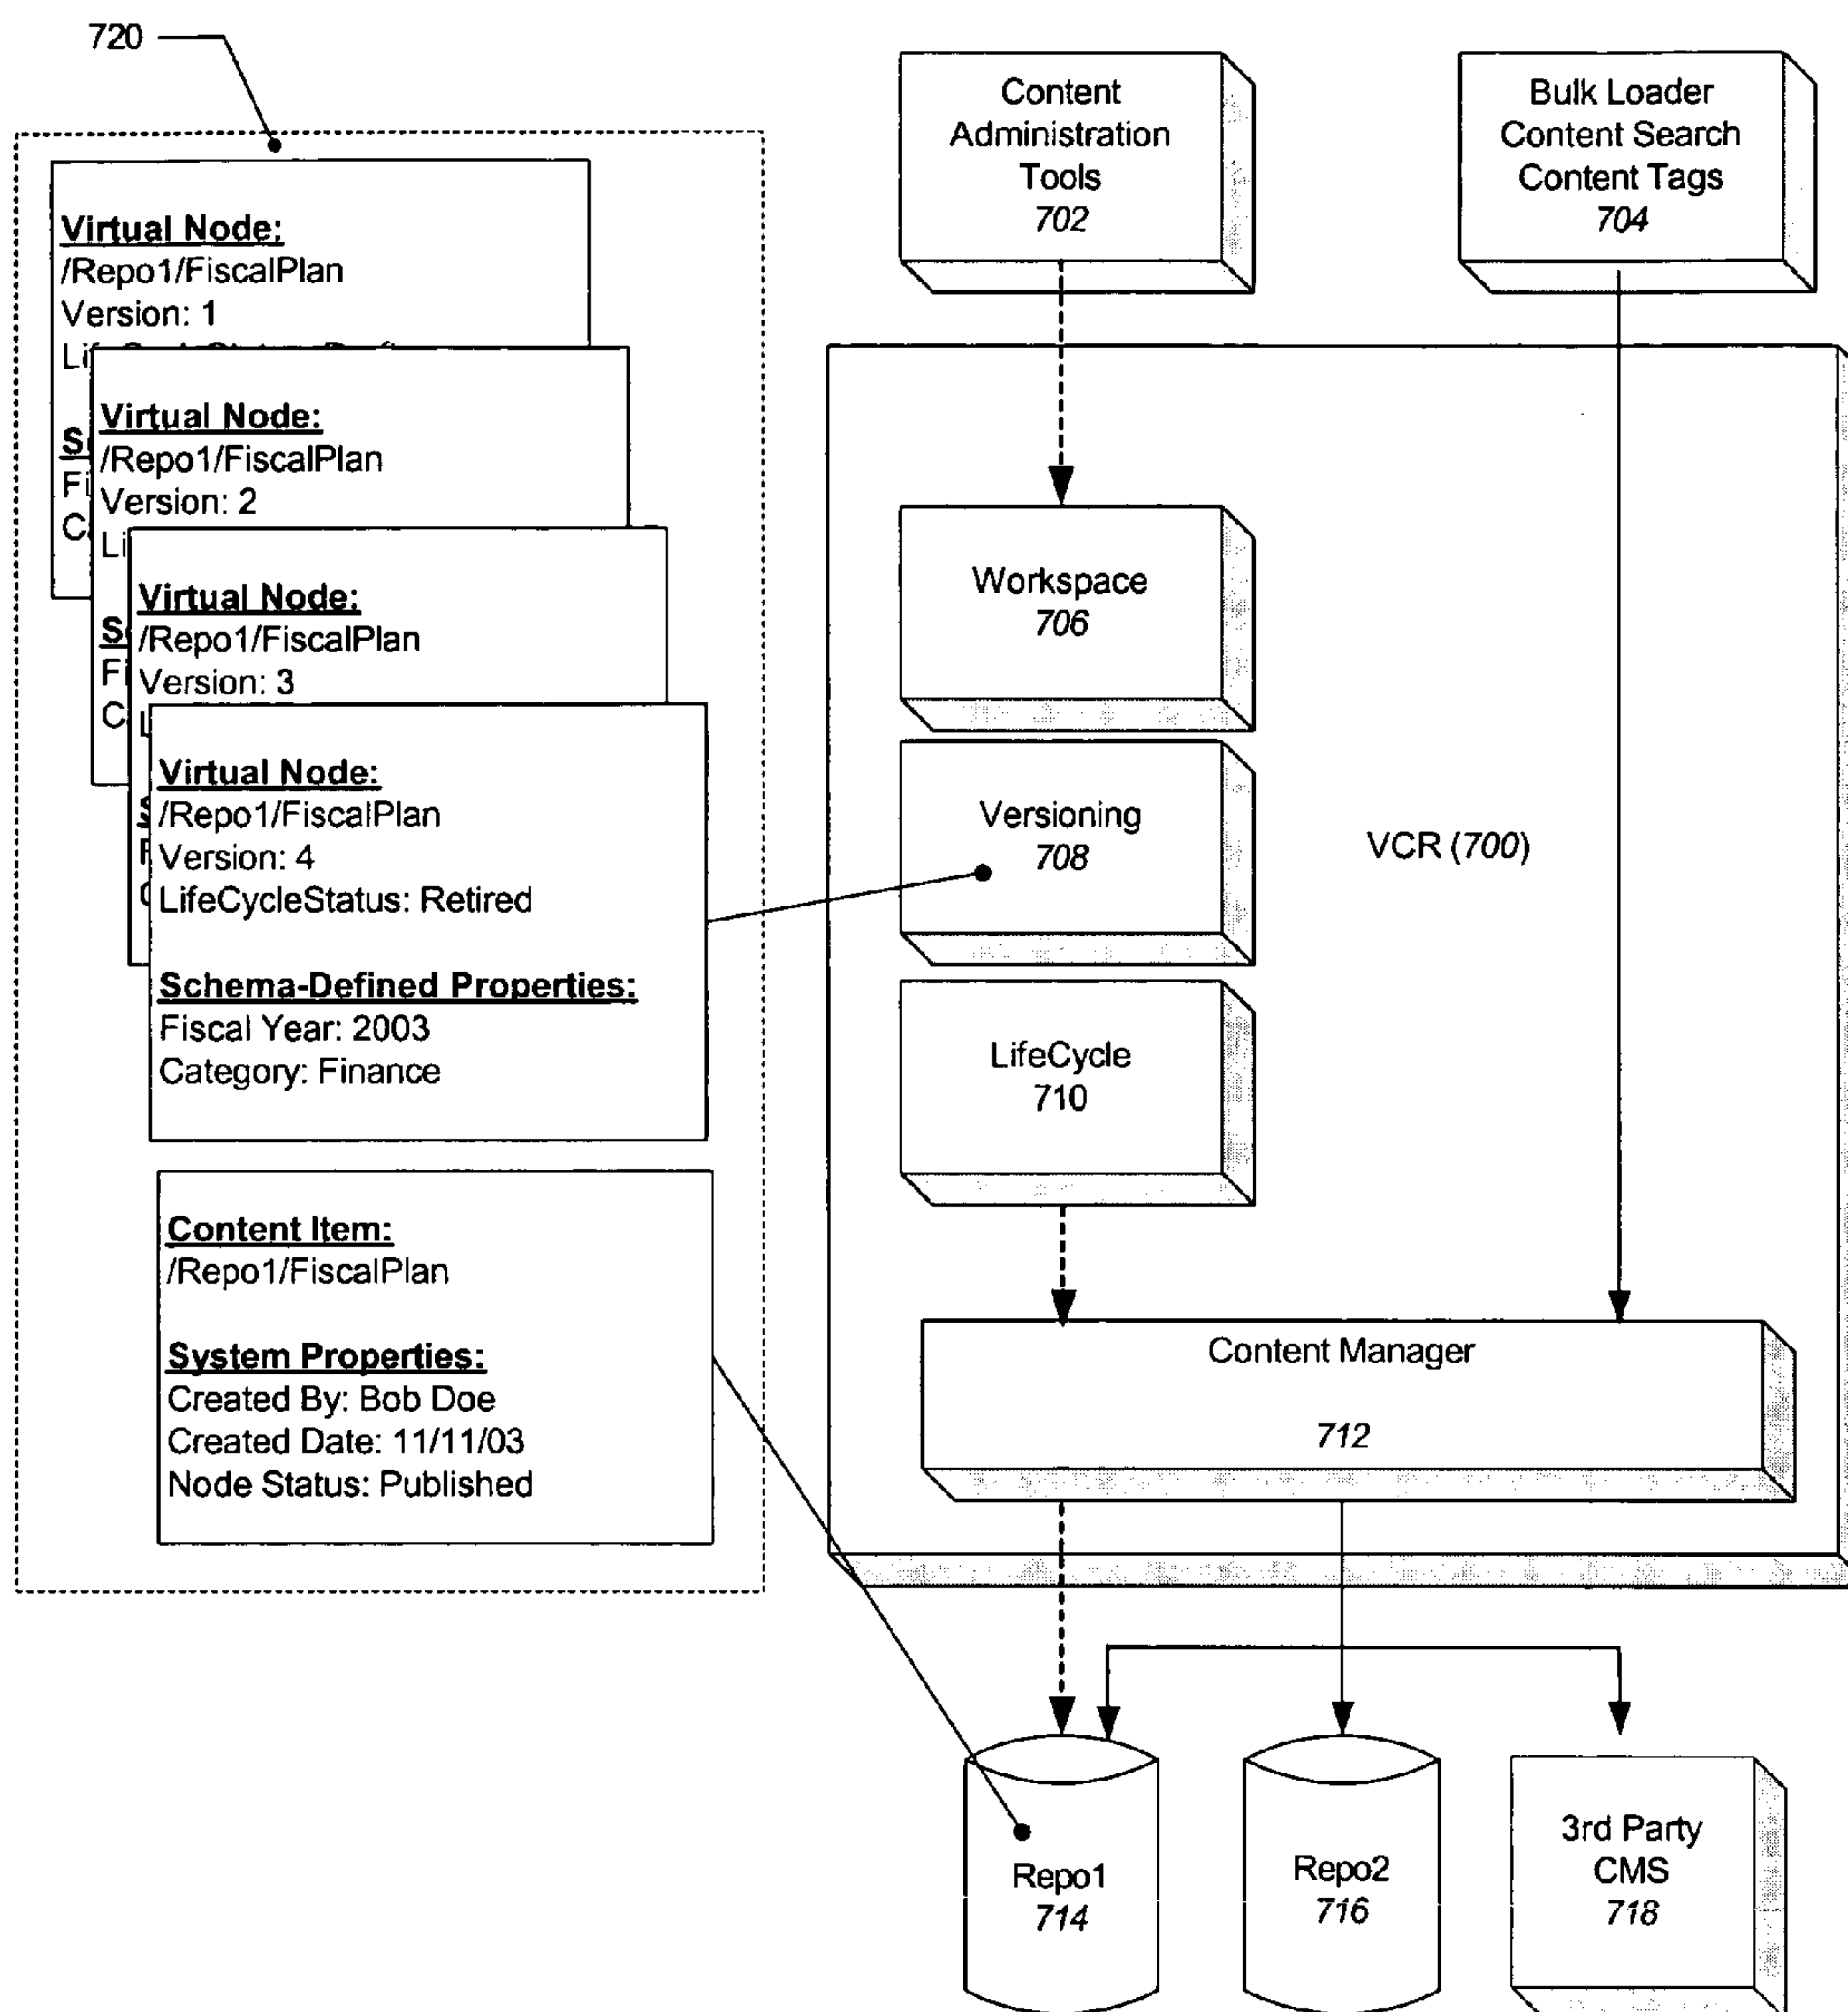 720
Virtual Node:
/Repo1/FiscalPlan
Version: 1
Virtual Node:
/Repo1/FiscalPlan
Version: 2
Virtual Node:
/Repo1/FiscalPlan
Version: 3
Virtual Node:
/Repo1/FiscalPlan
Version: 4
LifeCycleStatus: Retired
Schema-Defined Properties:
Fiscal Year: 2003
Category: Finance
Content Item:
/Repo1/FiscalPlan
System Properties:
Created By: Bob Doe
Created Date: 11/11/03
Node Status: Published
Content
Administration
Tools
702
Bulk Loader
Content Search
Content Tags
704
Workspace
706
Versioning
708
VCR (700)
LifeCycle
710
Content Manager
712
Repo1
714
Repo2
716
3rd Party
CMS
718